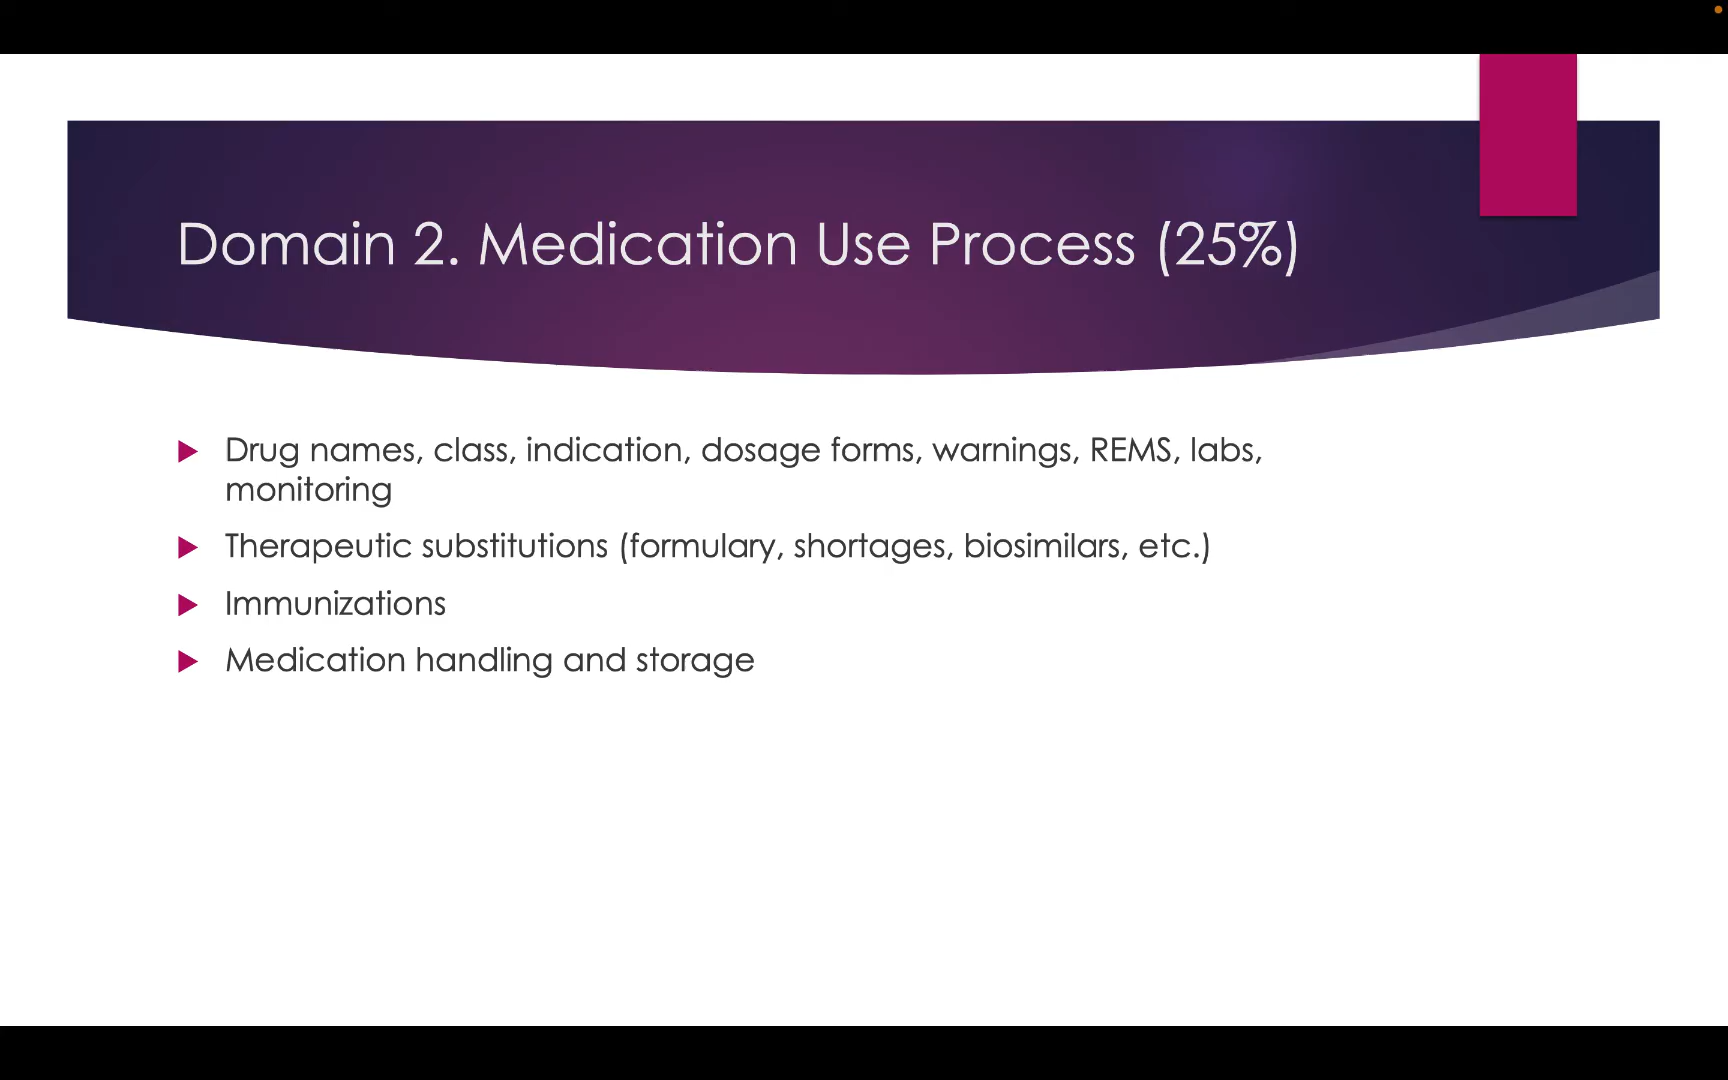 Domain 2. Medication Use Process (25%)
Drug names, class, indication, dosage forms, warnings, REMS, labs,
monitoring
Therapeutic substitutions (formulary, shortages, biosimilars, etc.)
Immunizations
Medication handling and storage